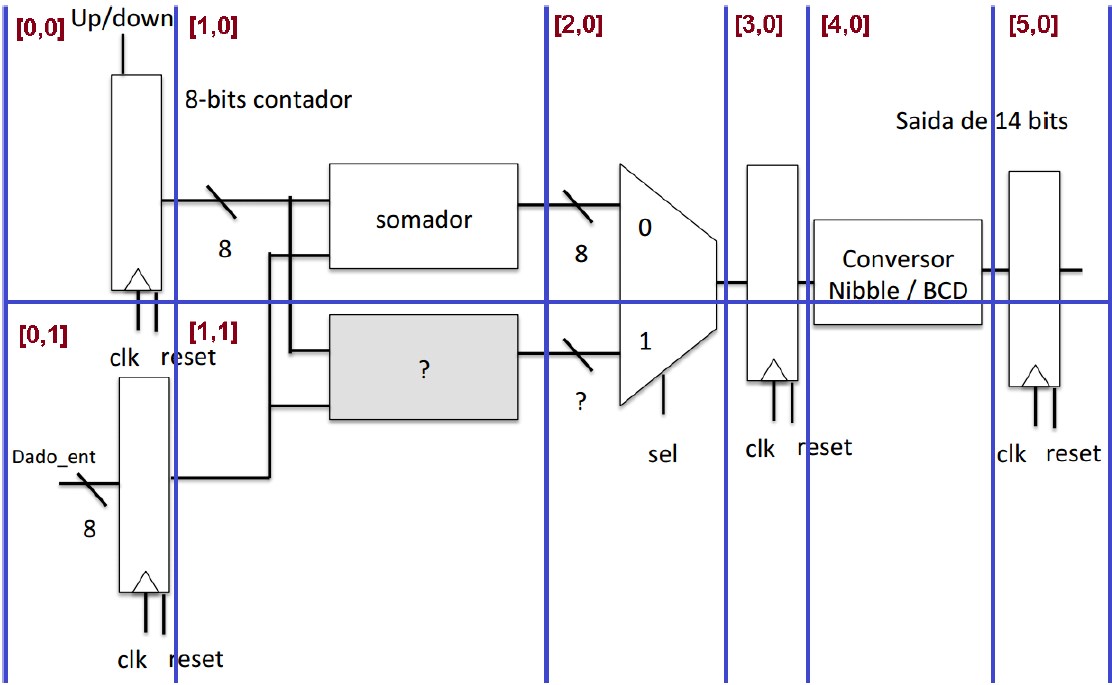 [0,0]
Up/down
[1,0]
[2,0]
[3,0]
[4,0]
[5,0]
8-bits contador
Saida de 14 bits
somador
8
8
0
Conversor
Nibble / BCD
[0,1]
[1,1]
clk reset
?
1
?
sel
clk reset
clk reset
Dado_ent
8
clk reset